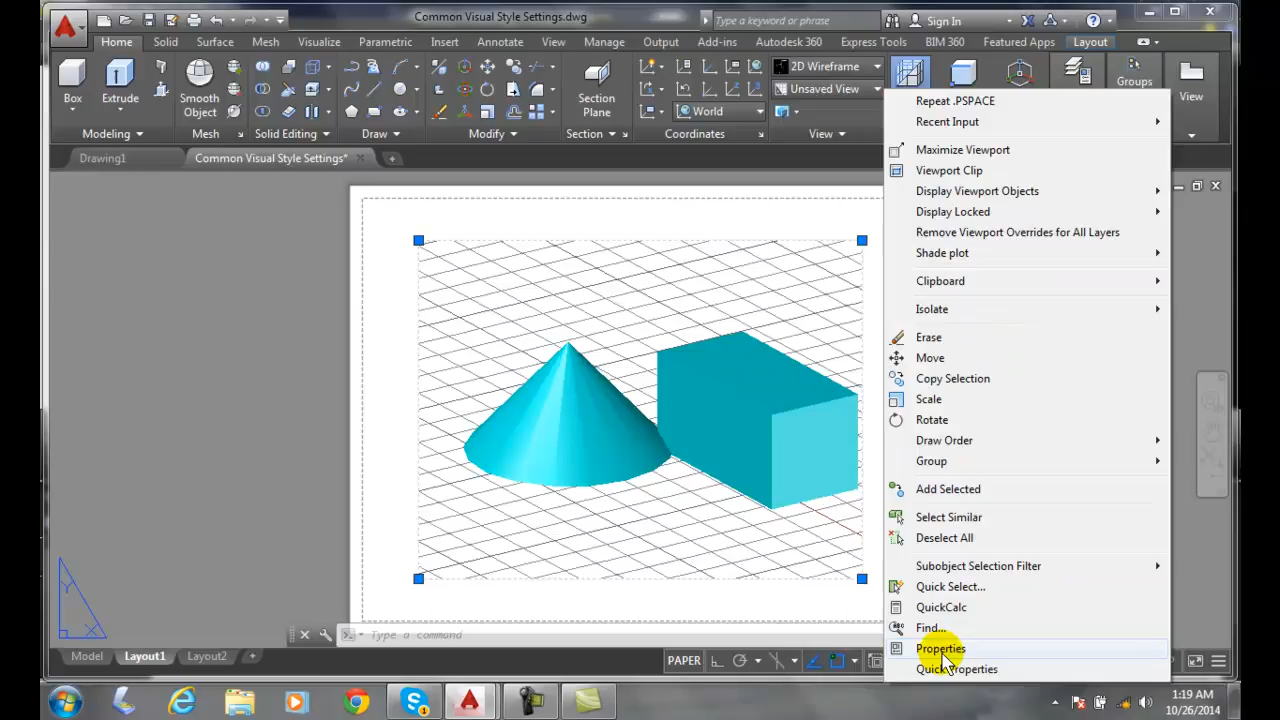 Common Visual Style Settings.dwg
Type a keyword or phrase
Sign In
Home Solid Surface Mesh Visualize Parametric Insert Annotate View Manage Output Add-ins Autodesk 360 Express Tools BIM 360 Featured Apps Layout
Box
Extrude
Smooth
Object
Section
Plane
2D Wireframe
Unsaved View
World
Groups
View
Modeling
Mesh
Solid Editing
Draw
Modify
Section
Coordinates
View
Drawing1
Common Visual Style Settings*
Repeat .PSPACE
Recent Input
Maximize Viewport
Viewport Clip
Display Viewport Objects
Display Locked
Remove Viewport Overrides for All Layers
Shade plot
Clipboard
Isolate
Erase
Move
Copy Selection
Scale
Rotate
Draw Order
Group
Add Selected
Select Similar
Deselect All
Subobject Selection Filter
Quick Select...
QuickCalc
Find...
Properties
Quick Properties
Y
X
Type a command
Model Layout1 Layout2
PAPER
1:19 AM
10/26/2014